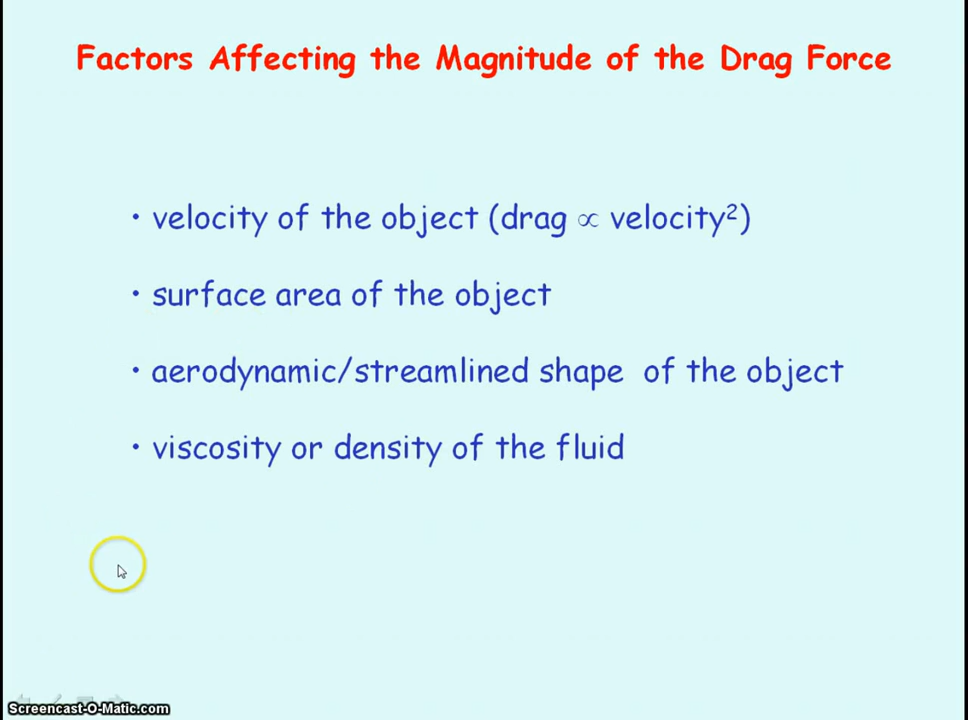 Factors Affecting the Magnitude of the Drag Force
• velocity of the object (drag ∝ velocity²)
• surface area of the object
• aerodynamic/streamlined shape  of the object
• viscosity or density of the fluid
Screencast-O-Matic.com